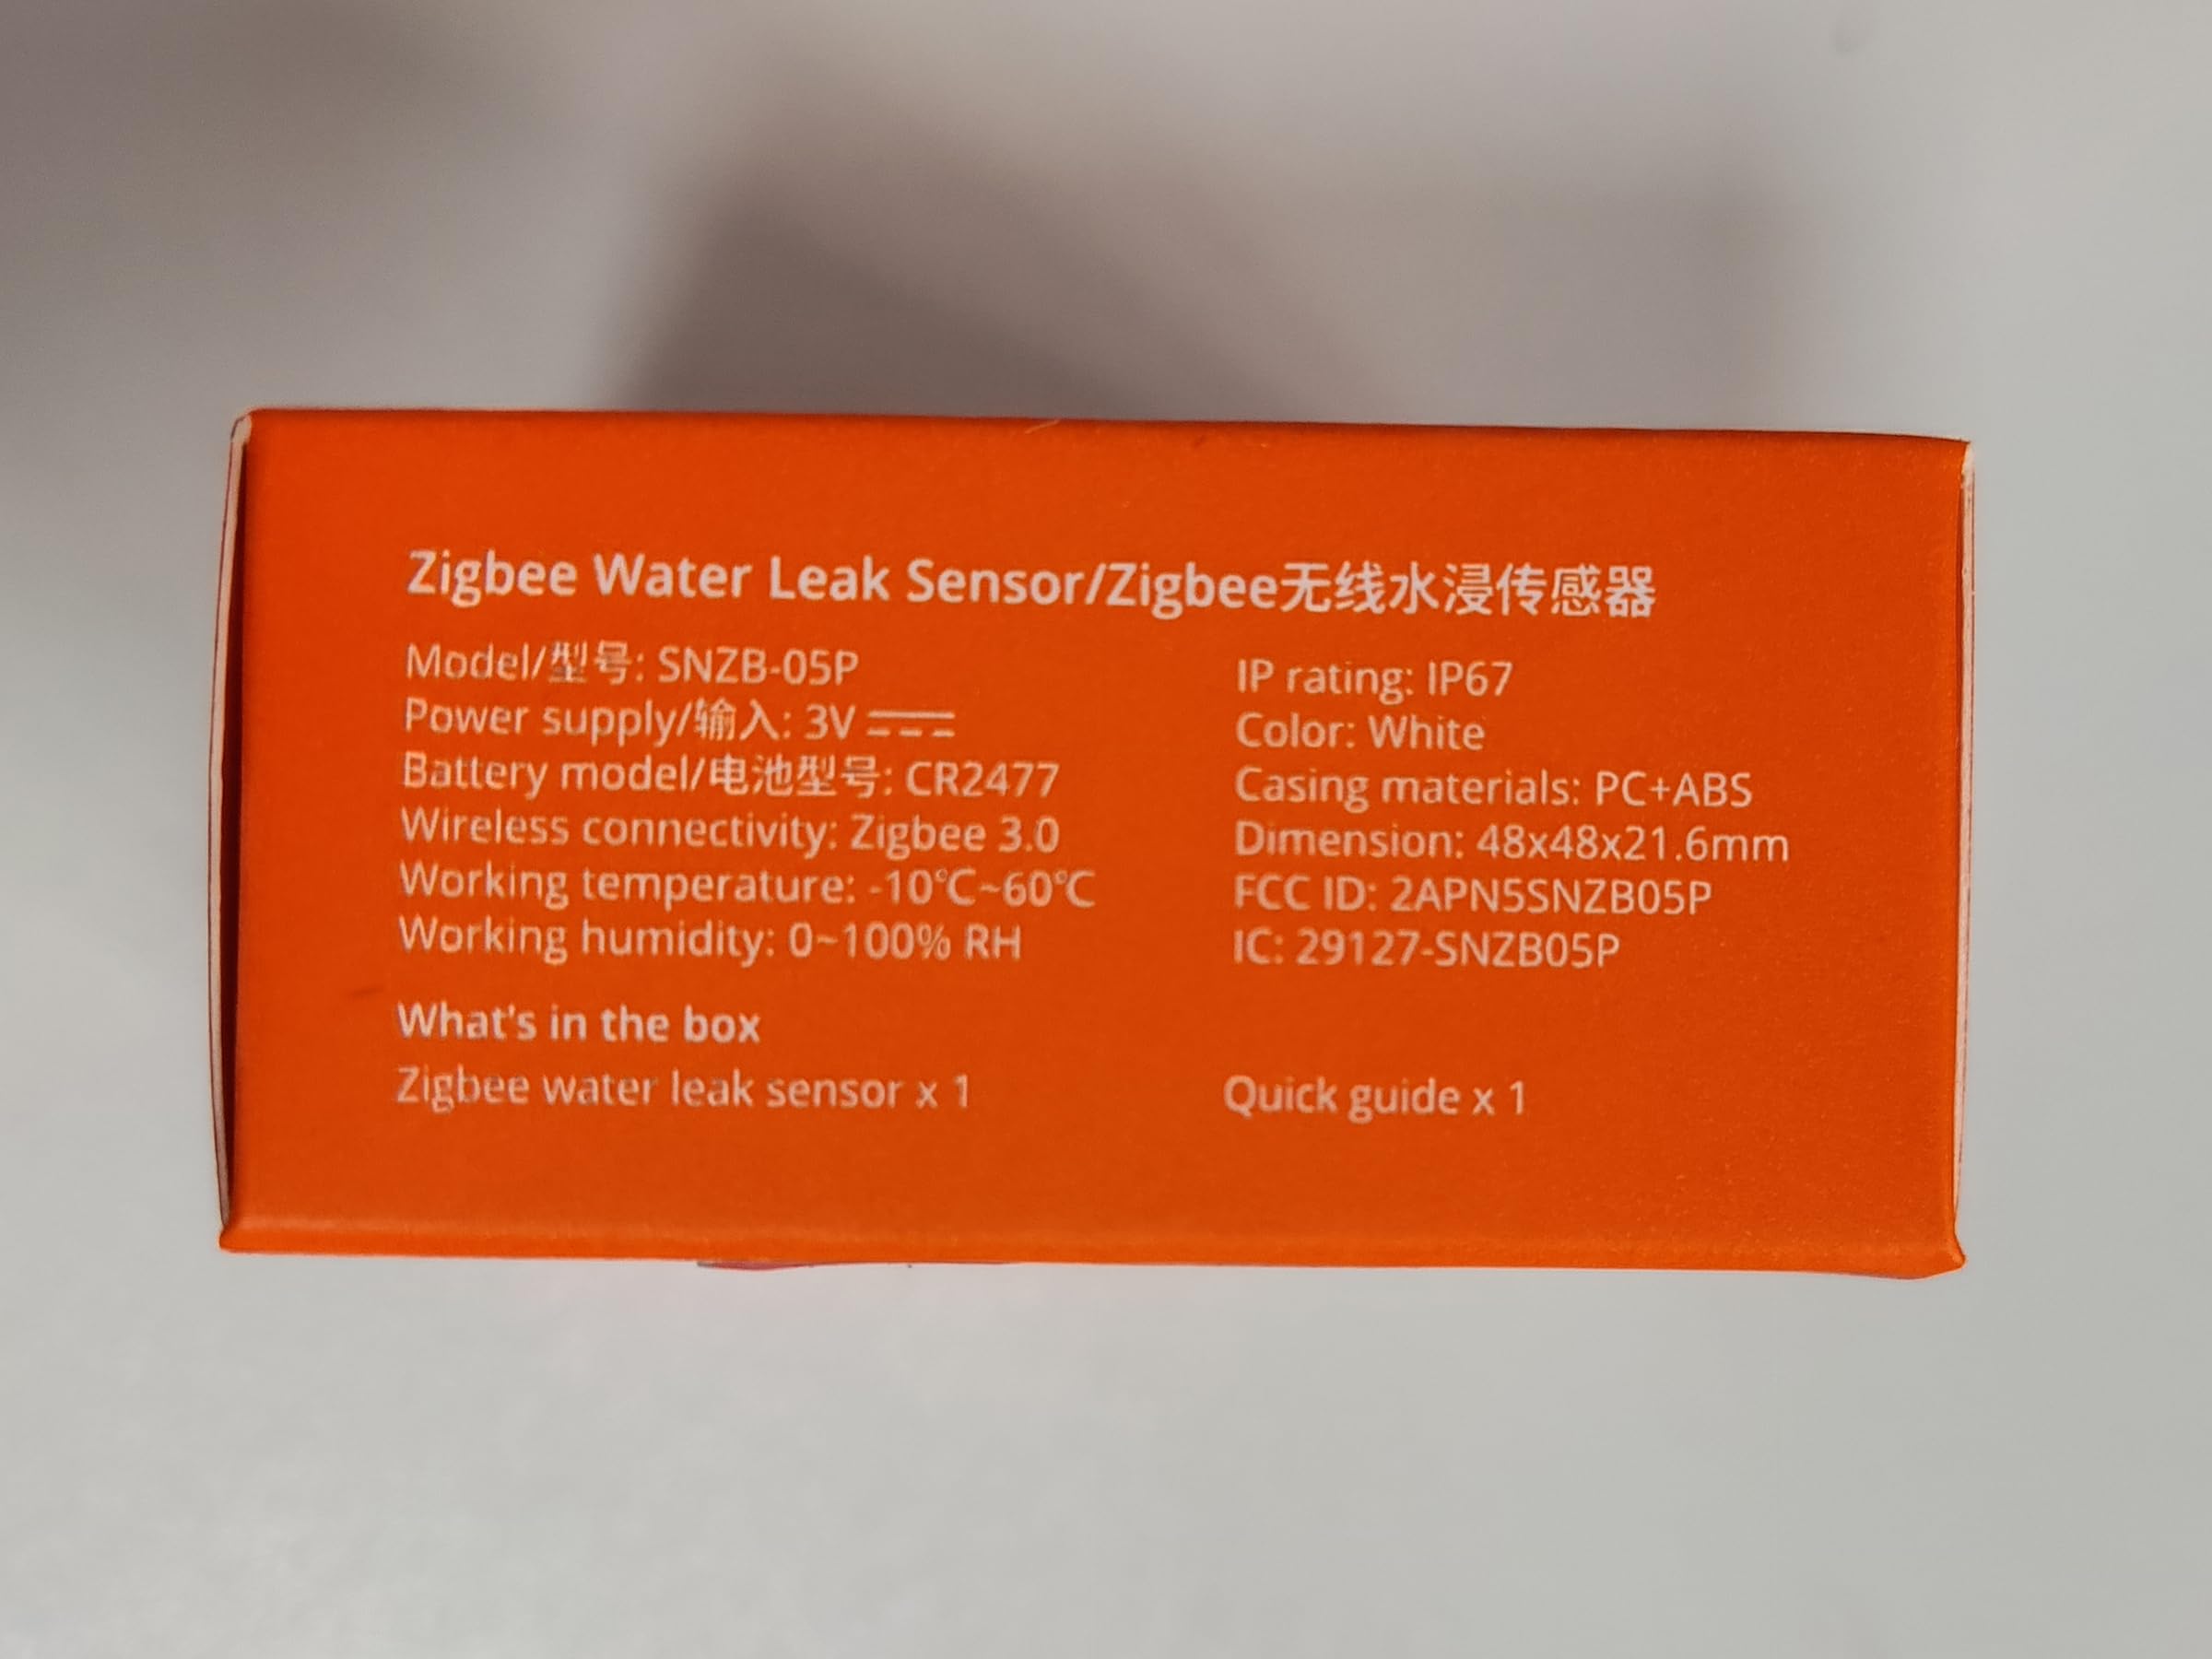 Zigbee Water Leak Sensor/Zigbee无线水浸传感器
Model/型号: SNZB-05P
Power supply/输入: 3V ⎓
Battery model/电池型号: CR2477
Wireless connectivity: Zigbee 3.0
Working temperature: -10℃~60℃
Working humidity: 0~100% RH
IP rating: IP67
Color: White
Casing materials: PC+ABS
Dimension: 48x48x21.6mm
FCC ID: 2APN5SNZB05P
IC: 29127-SNZB05P
What's in the box
Zigbee water leak sensor x 1
Quick guide x 1